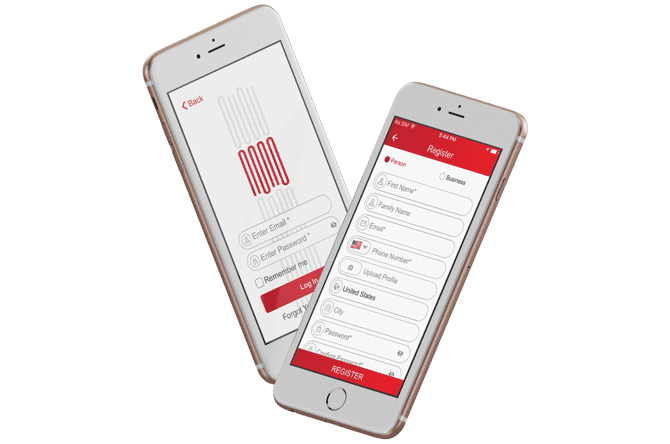 Back
Enter Email *
Enter Password *
Remember me
Log In
Forgot Y
No SIM
5:44 PM
Register
Person
Business
First Name*
Family Name
Email*
Phone Number*
Upload Profile
United States
City
Password*
Confirm Password*
REGISTER